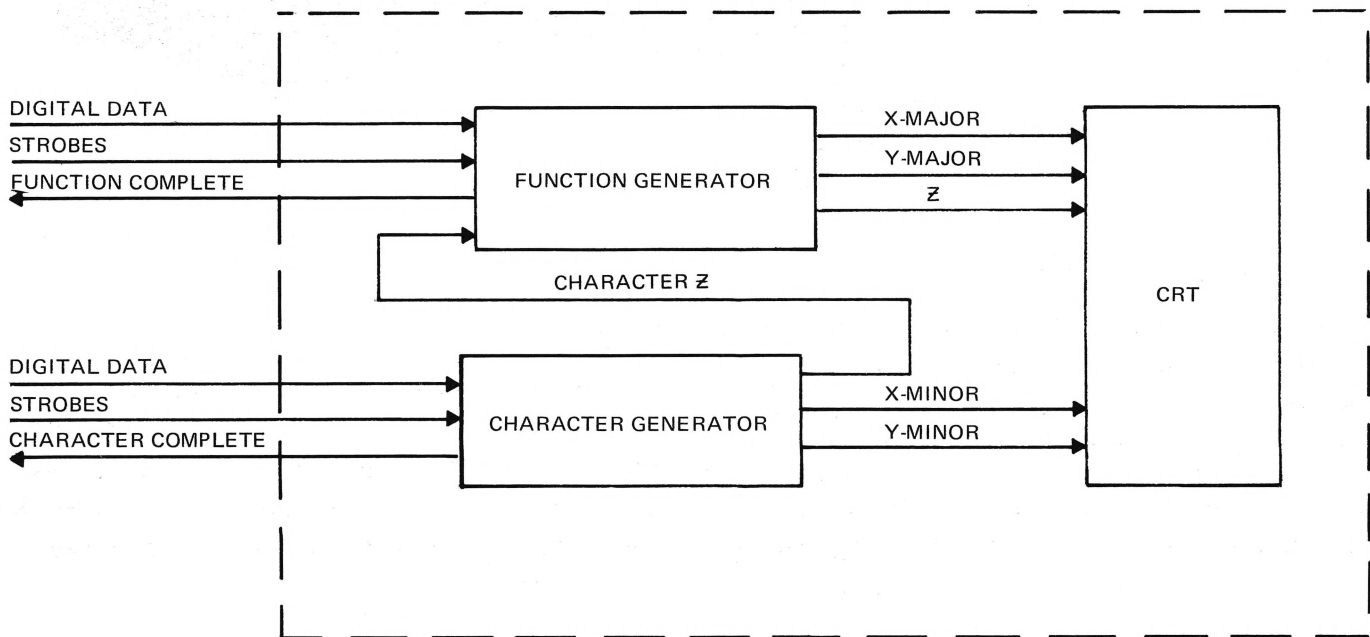 DIGITAL DATA
STROBES
FUNCTION COMPLETE
FUNCTION GENERATOR
X-MAJOR
Y-MAJOR
Ƶ
CHARACTER Ƶ
CRT
DIGITAL DATA
STROBES
CHARACTER COMPLETE
CHARACTER GENERATOR
X-MINOR
Y-MINOR